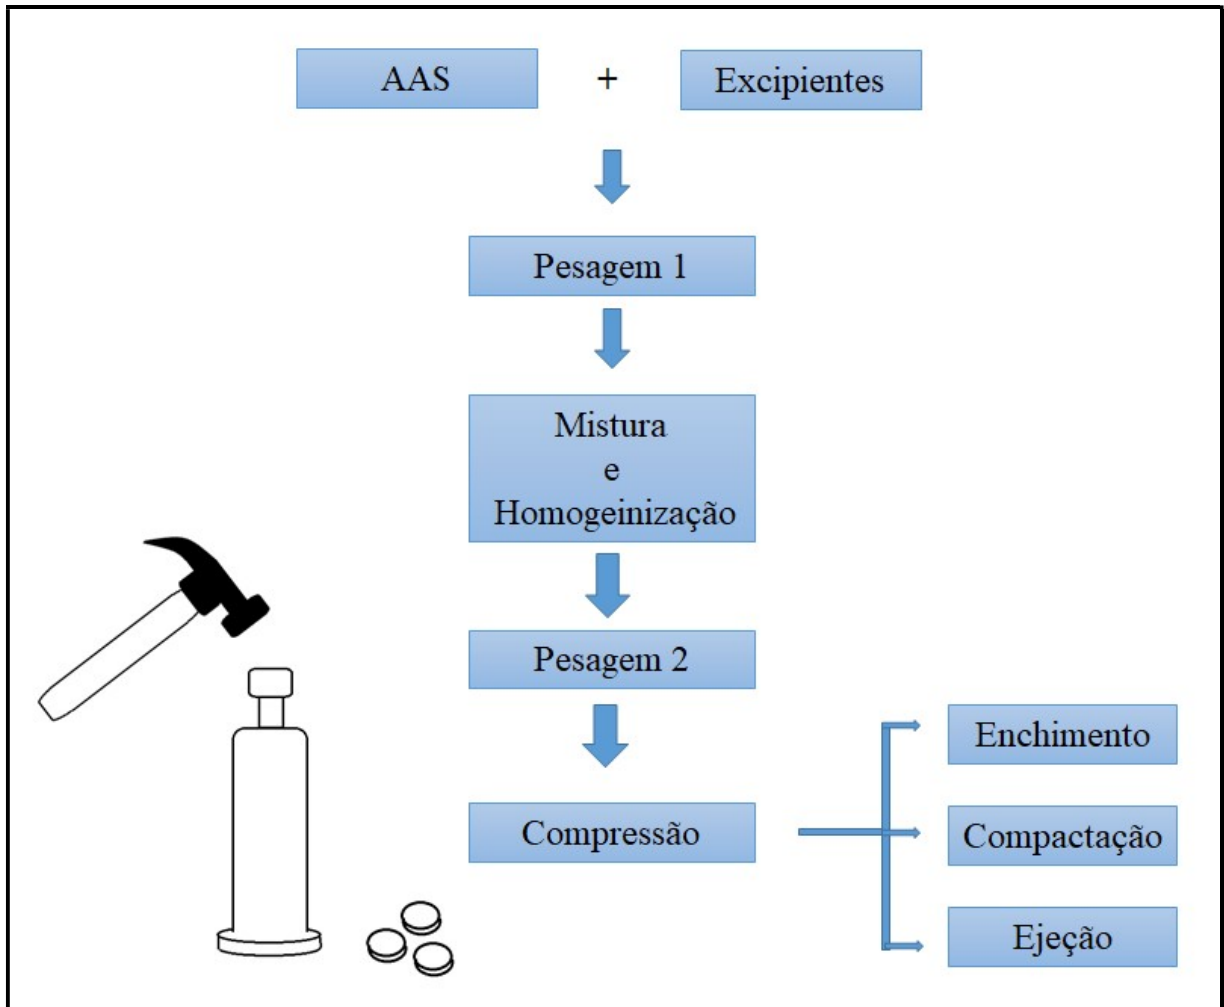 AAS + Excipientes
Pesagem 1
Mistura
e
Homogeinização
Pesagem 2
Compressão
Enchimento
Compactação
Ejeção